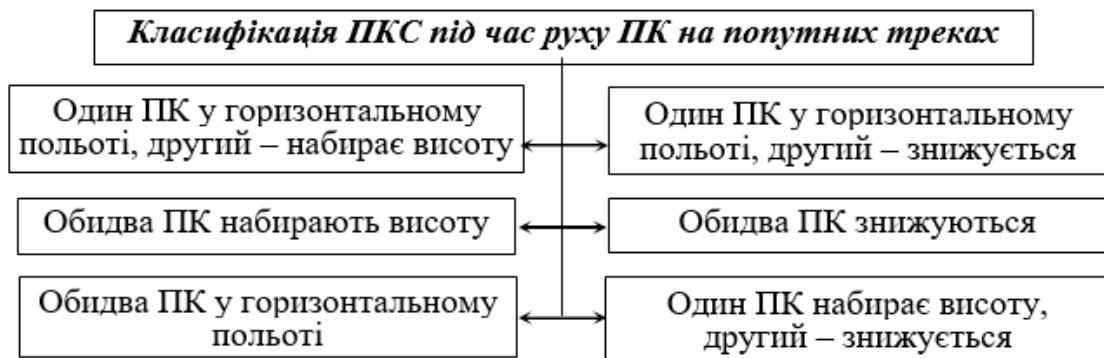 Класифікація ПКС під час руху ПК на попутних треках
Один ПК у горизонтальному
польоті, другий – набирає висоту
Один ПК у горизонтальному
польоті, другий – знижується
Обидва ПК набирають висоту
Обидва ПК знижуються
Обидва ПК у горизонтальному
польоті
Один ПК набирає висоту,
другий – знижується